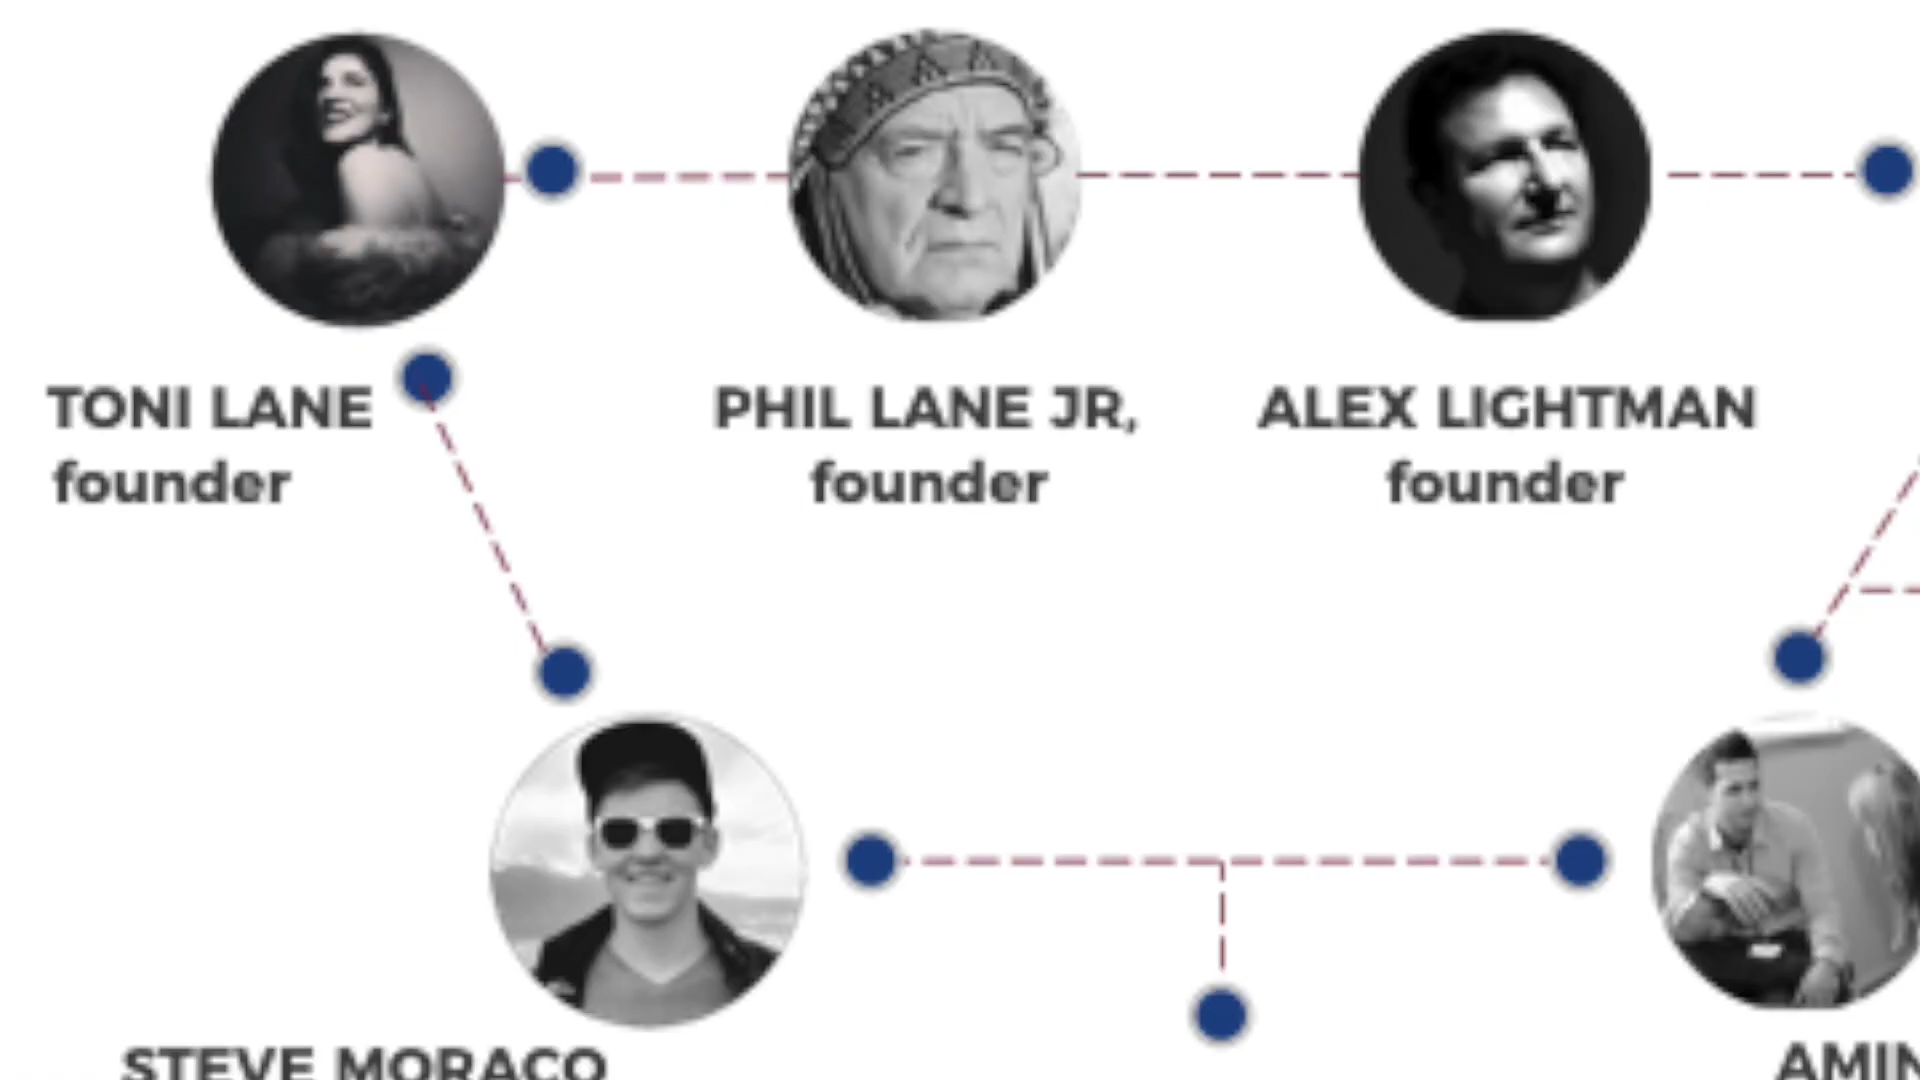 TONI LANE
founder
PHIL LANE JR,
founder
ALEX LIGHTMAN
founder
STEVE MORACO
AMIN